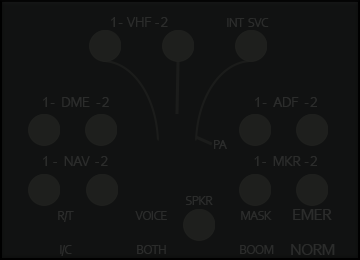 1- VHF -2 INT SVC
1- DME -2 1- ADF -2
PA
1- NAV -2 1- MKR -2
SPKR
R/T VOICE MASK EMER
I/C BOTH BOOM NORM